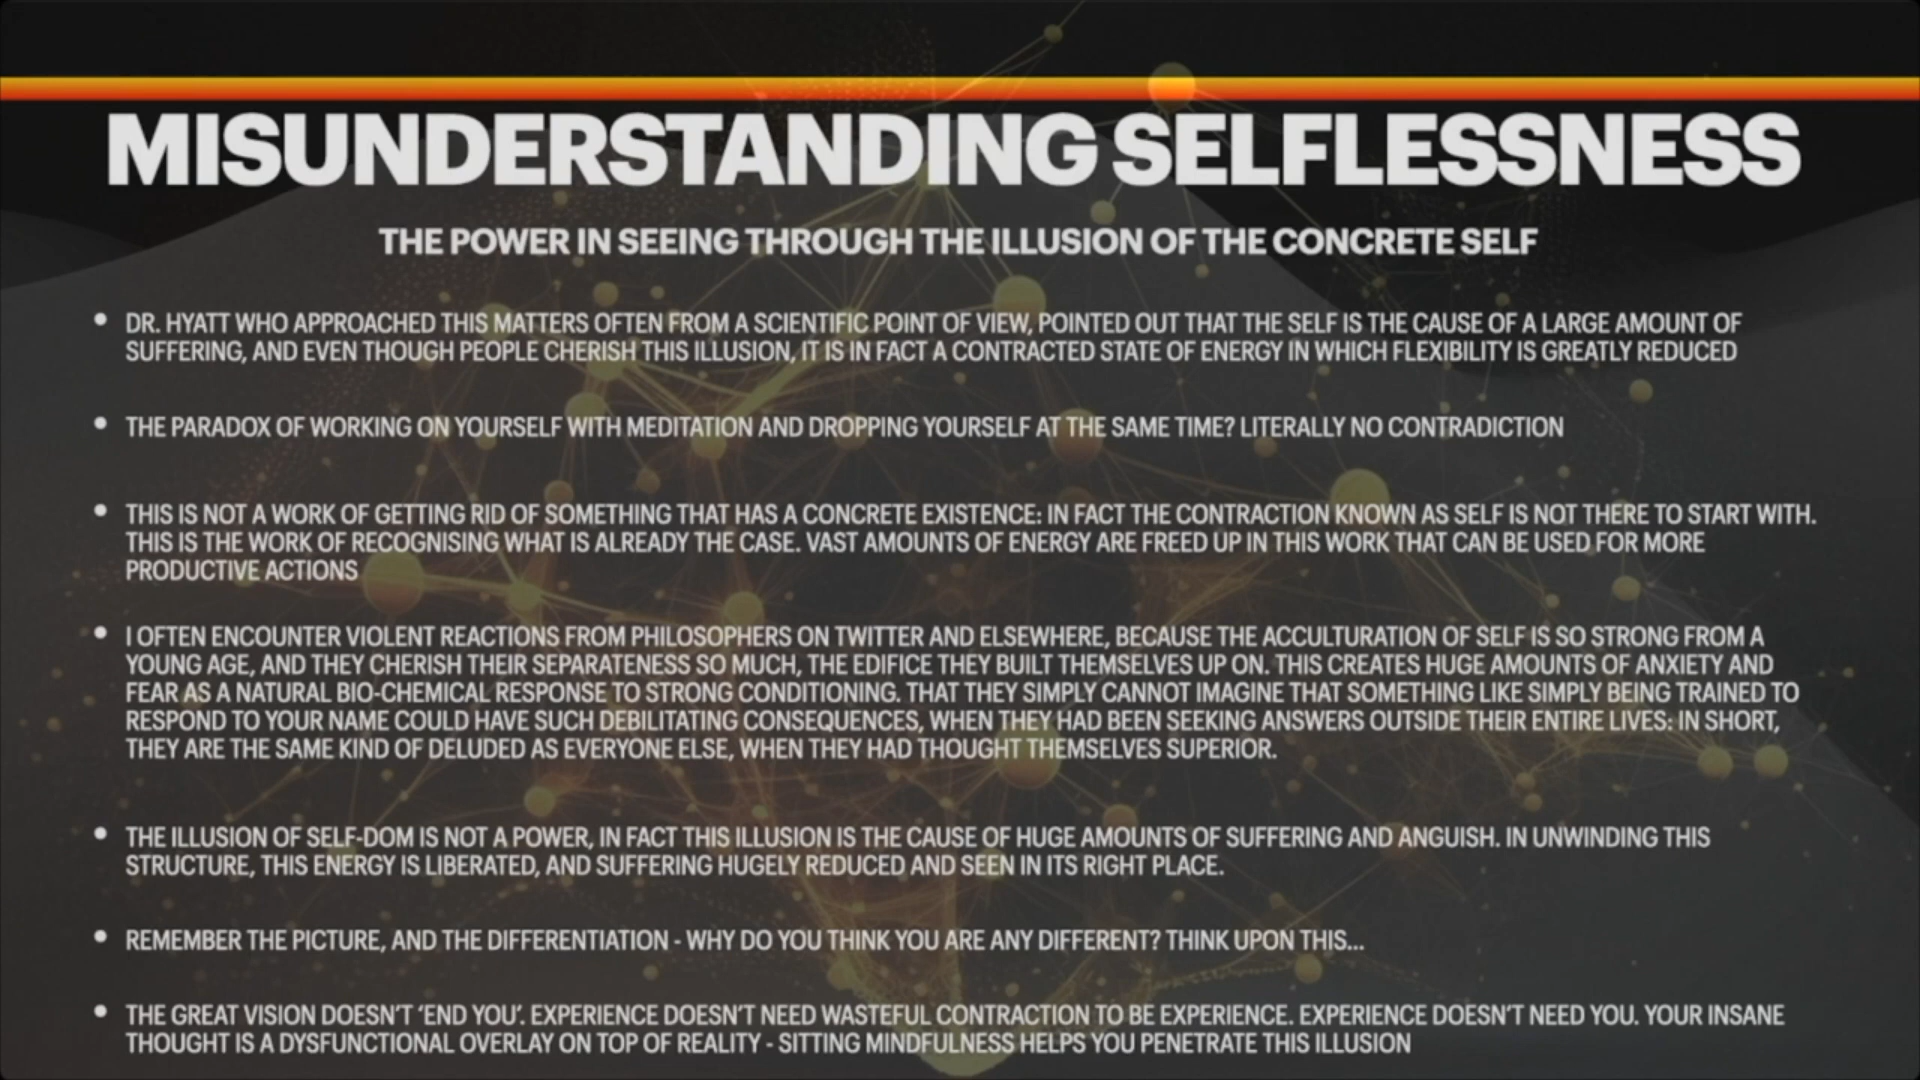 MISUNDERSTANDING SELFLESSNESS
THE POWER IN SEEING THROUGH THE ILLUSION OF THE CONCRETE SELF
• DR. HYATT WHO APPROACHED THIS MATTERS OFTEN FROM A SCIENTIFIC POINT OF VIEW, POINTED OUT THAT THE SELF IS THE CAUSE OF A LARGE AMOUNT OF
SUFFERING, AND EVEN THOUGH PEOPLE CHERISH THIS ILLUSION, IT IS IN FACT A CONTRACTED STATE OF ENERGY IN WHICH FLEXIBILITY IS GREATLY REDUCED
• THE PARADOX OF WORKING ON YOURSELF WITH MEDITATION AND DROPPING YOURSELF AT THE SAME TIME? LITERALLY NO CONTRADICTION
• THIS IS NOT A WORK OF GETTING RID OF SOMETHING THAT HAS A CONCRETE EXISTENCE: IN FACT THE CONTRACTION KNOWN AS SELF IS NOT THERE TO START WITH.
THIS IS THE WORK OF RECOGNISING WHAT IS ALREADY THE CASE. VAST AMOUNTS OF ENERGY ARE FREED UP IN THIS WORK THAT CAN BE USED FOR MORE
PRODUCTIVE ACTIONS
• I OFTEN ENCOUNTER VIOLENT REACTIONS FROM PHILOSOPHERS ON TWITTER AND ELSEWHERE, BECAUSE THE ACCULTURATION OF SELF IS SO STRONG FROM A
YOUNG AGE, AND THEY CHERISH THEIR SEPARATENESS SO MUCH, THE EDIFICE THEY BUILT THEMSELVES UP ON. THIS CREATES HUGE AMOUNTS OF ANXIETY AND
FEAR AS A NATURAL BIO-CHEMICAL RESPONSE TO STRONG CONDITIONING. THAT THEY SIMPLY CANNOT IMAGINE THAT SOMETHING LIKE SIMPLY BEING TRAINED TO
RESPOND TO YOUR NAME COULD HAVE SUCH DEBILITATING CONSEQUENCES, WHEN THEY HAD BEEN SEEKING ANSWERS OUTSIDE THEIR ENTIRE LIVES: IN SHORT,
THEY ARE THE SAME KIND OF DELUDED AS EVERYONE ELSE, WHEN THEY HAD THOUGHT THEMSELVES SUPERIOR.
• THE ILLUSION OF SELF-DOM IS NOT A POWER, IN FACT THIS ILLUSION IS THE CAUSE OF HUGE AMOUNTS OF SUFFERING AND ANGUISH. IN UNWINDING THIS
STRUCTURE, THIS ENERGY IS LIBERATED, AND SUFFERING HUGELY REDUCED AND SEEN IN ITS RIGHT PLACE.
• REMEMBER THE PICTURE, AND THE DIFFERENTIATION - WHY DO YOU THINK YOU ARE ANY DIFFERENT? THINK UPON THIS...
• THE GREAT VISION DOESN'T 'END YOU'. EXPERIENCE DOESN'T NEED WASTEFUL CONTRACTION TO BE EXPERIENCE. EXPERIENCE DOESN'T NEED YOU. YOUR INSANE
THOUGHT IS A DYSFUNCTIONAL OVERLAY ON TOP OF REALITY - SITTING MINDFULNESS HELPS YOU PENETRATE THIS ILLUSION